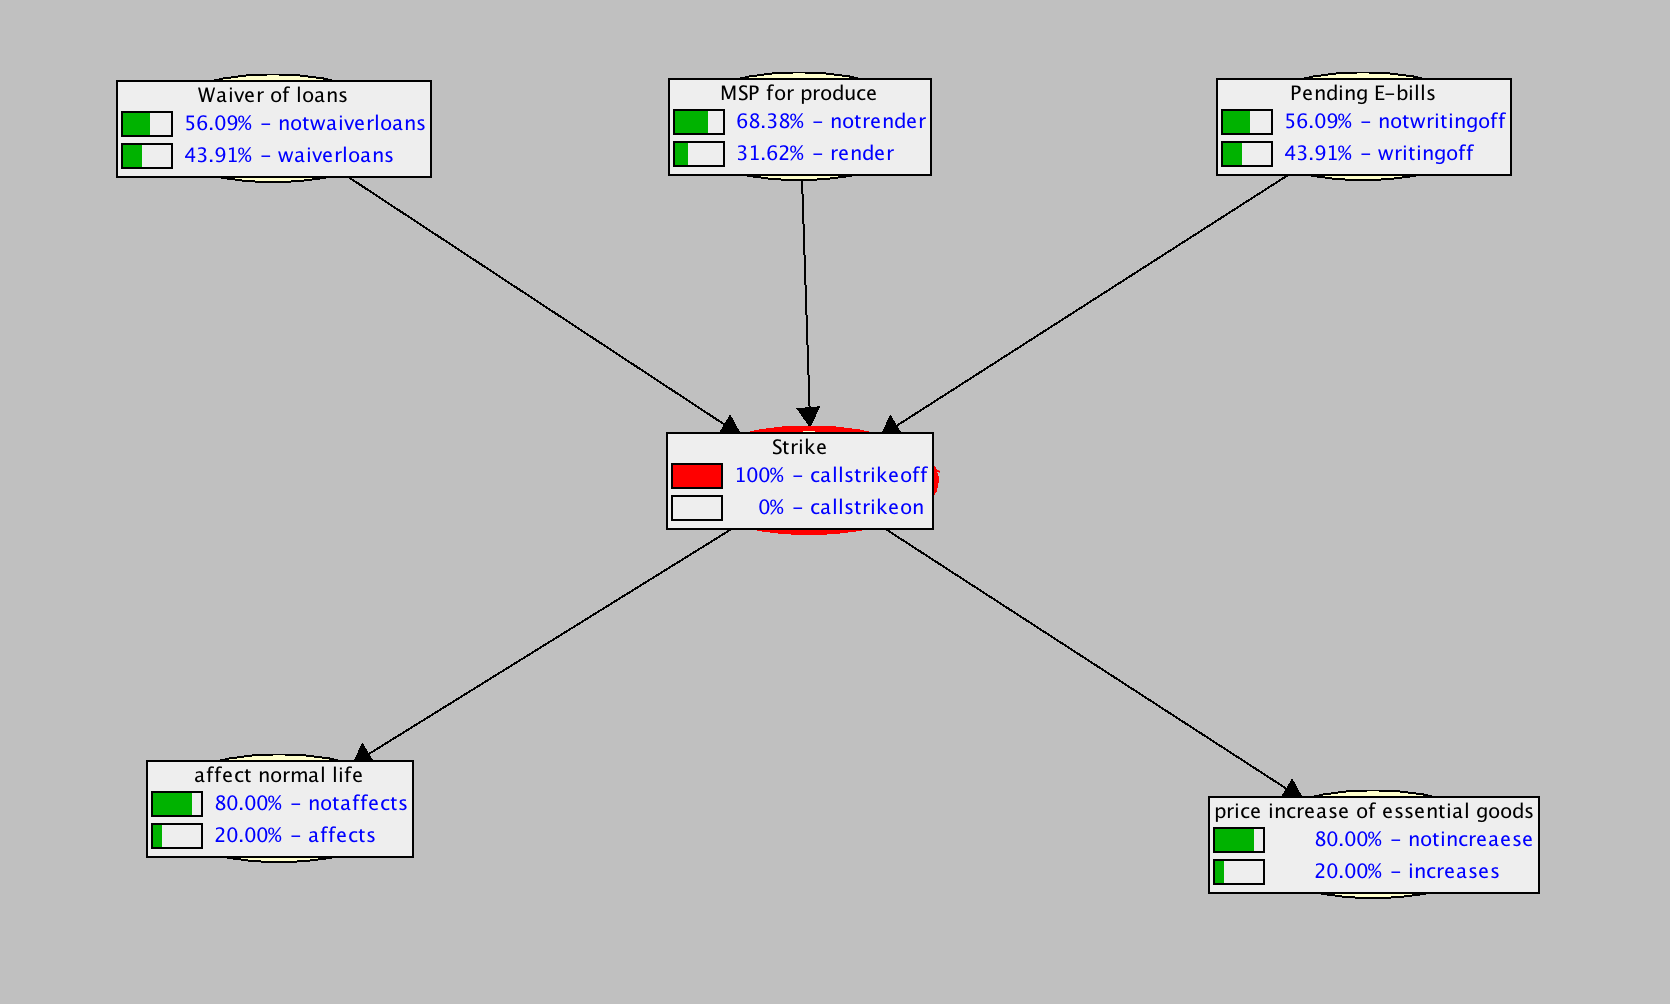 Waiver of loans
56.09% - notwaiverloans
43.91% - waiverloans
MSP for produce
68.38% - notrender
31.62% - render
Pending E-bills
56.09% - notwritingoff
43.91% - writingoff
Strike
100% - callstrikeoff
0% - callstrikeon
affect normal life
80.00% - notaffects
20.00% - affects
price increase of essential goods
80.00% - notincreaese
20.00% - increases